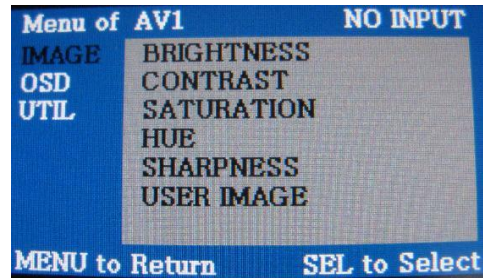 Menu of AV1 NO INPUT
IMAGE BRIGHTNESS
OSD CONTRAST
UTIL SATURATION
HUE
SHARPNESS
USER IMAGE
MENU to Return SEL to Select